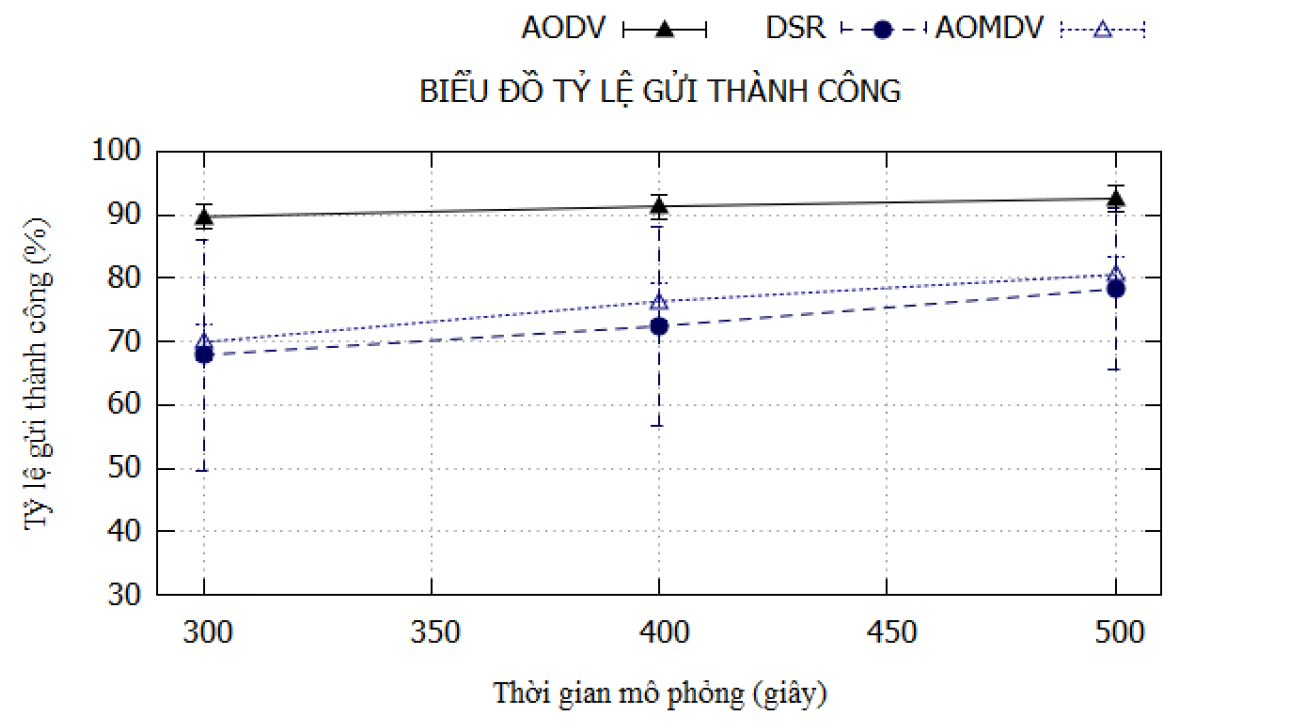 AODV DSR AOMDV
BIỂU ĐỒ TỶ LỆ GỬI THÀNH CÔNG
100
90
80
70
60
50
40
30
Tỷ lệ gửi thành công (%)
300 350 400 450 500
Thời gian mô phỏng (giây)